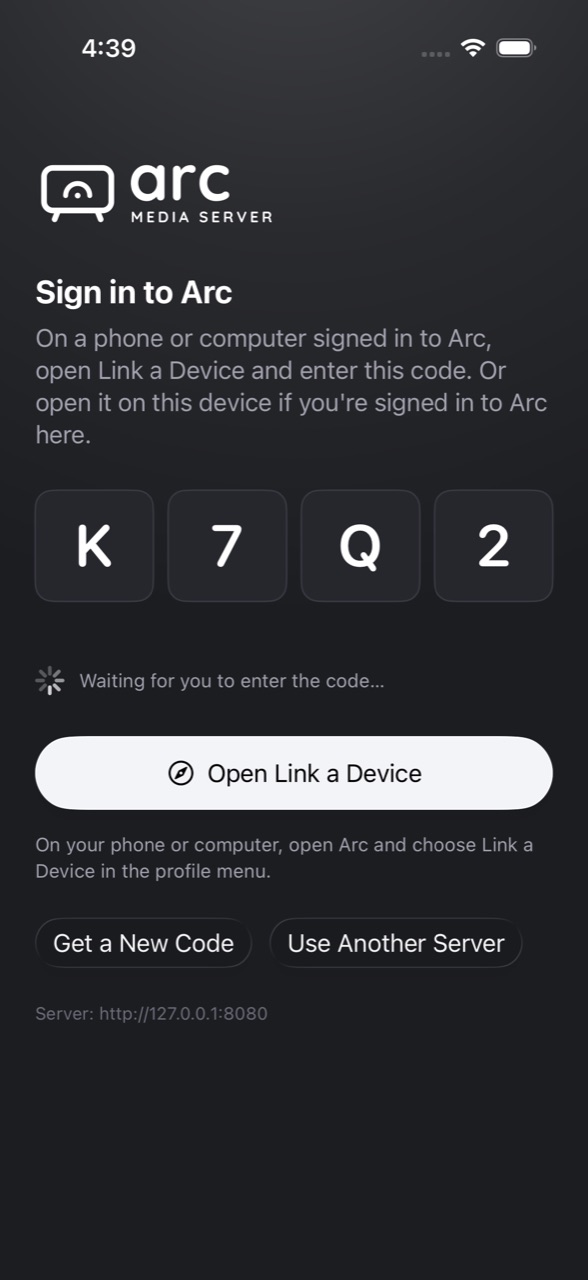 4:39
arc
MEDIA SERVER
Sign in to Arc
On a phone or computer signed in to Arc,
open Link a Device and enter this code. Or
open it on this device if you're signed in to Arc
here.
K 7 Q 2
Waiting for you to enter the code...
Open Link a Device
On your phone or computer, open Arc and choose Link a
Device in the profile menu.
Get a New Code Use Another Server
Server: http://127.0.0.1:8080